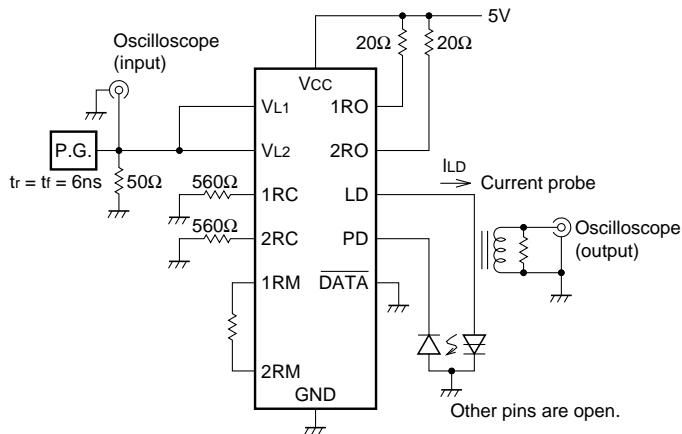 5V
Oscilloscope
(input)
20Ω
20Ω
VCC
VL1
1RO
P.G.
VL2
2RO
tr = tf = 6ns
50Ω
560Ω
1RC
LD
ILD
Current probe
560Ω
2RC
PD
Oscilloscope
(output)
1RM
DATA
2RM
GND
Other pins are open.